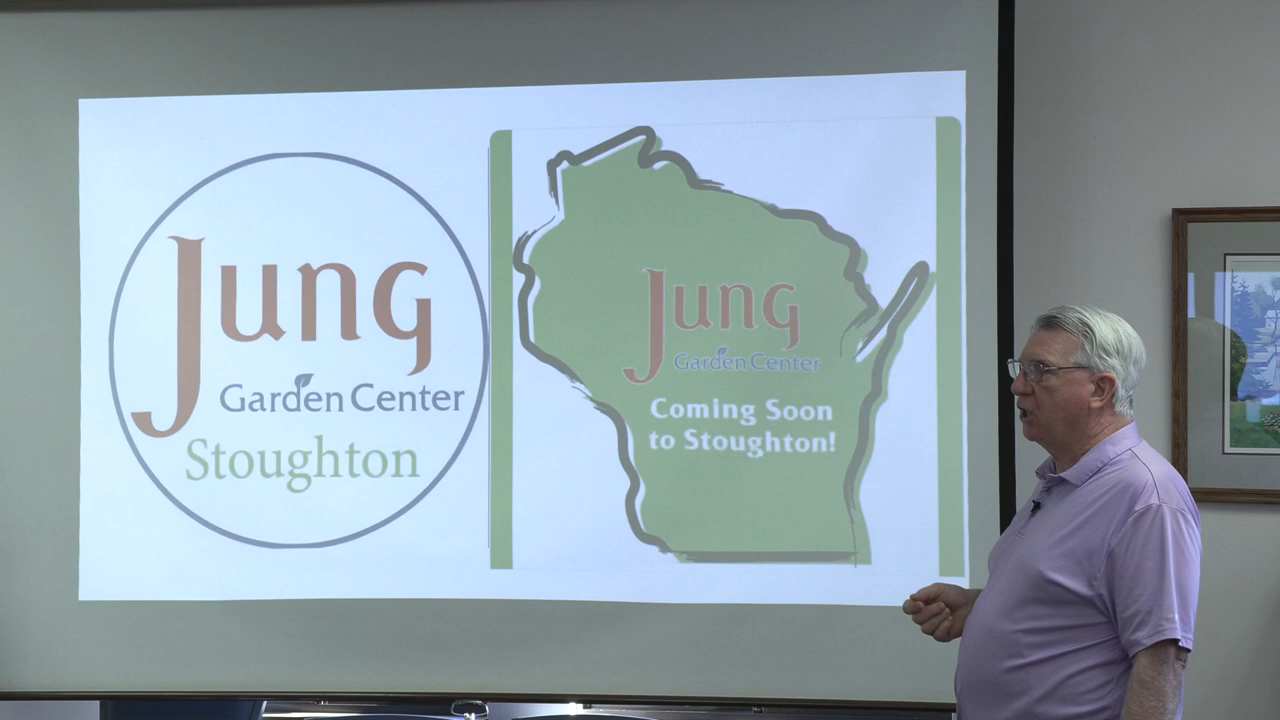 Jung
Garden Center
Stoughton
Jung
Garden Center
Coming Soon
to Stoughton!